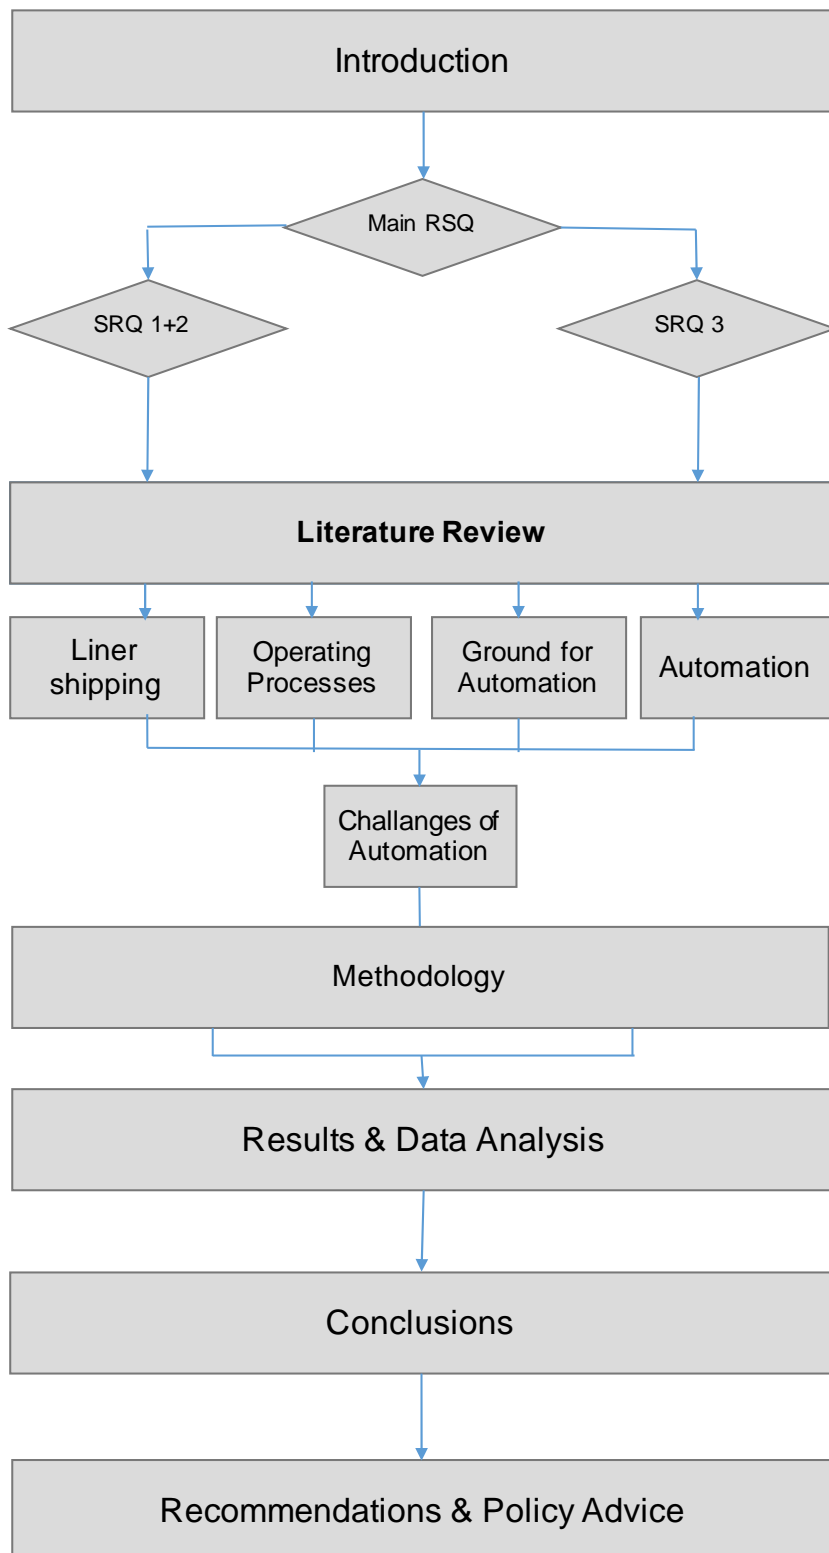 Introduction
Main RSQ
SRQ 1+2
SRQ 3
Literature Review
Liner
shipping
Operating
Processes
Ground for
Automation
Automation
Challanges of
Automation
Methodology
Results & Data Analysis
Conclusions
Recommendations & Policy Advice